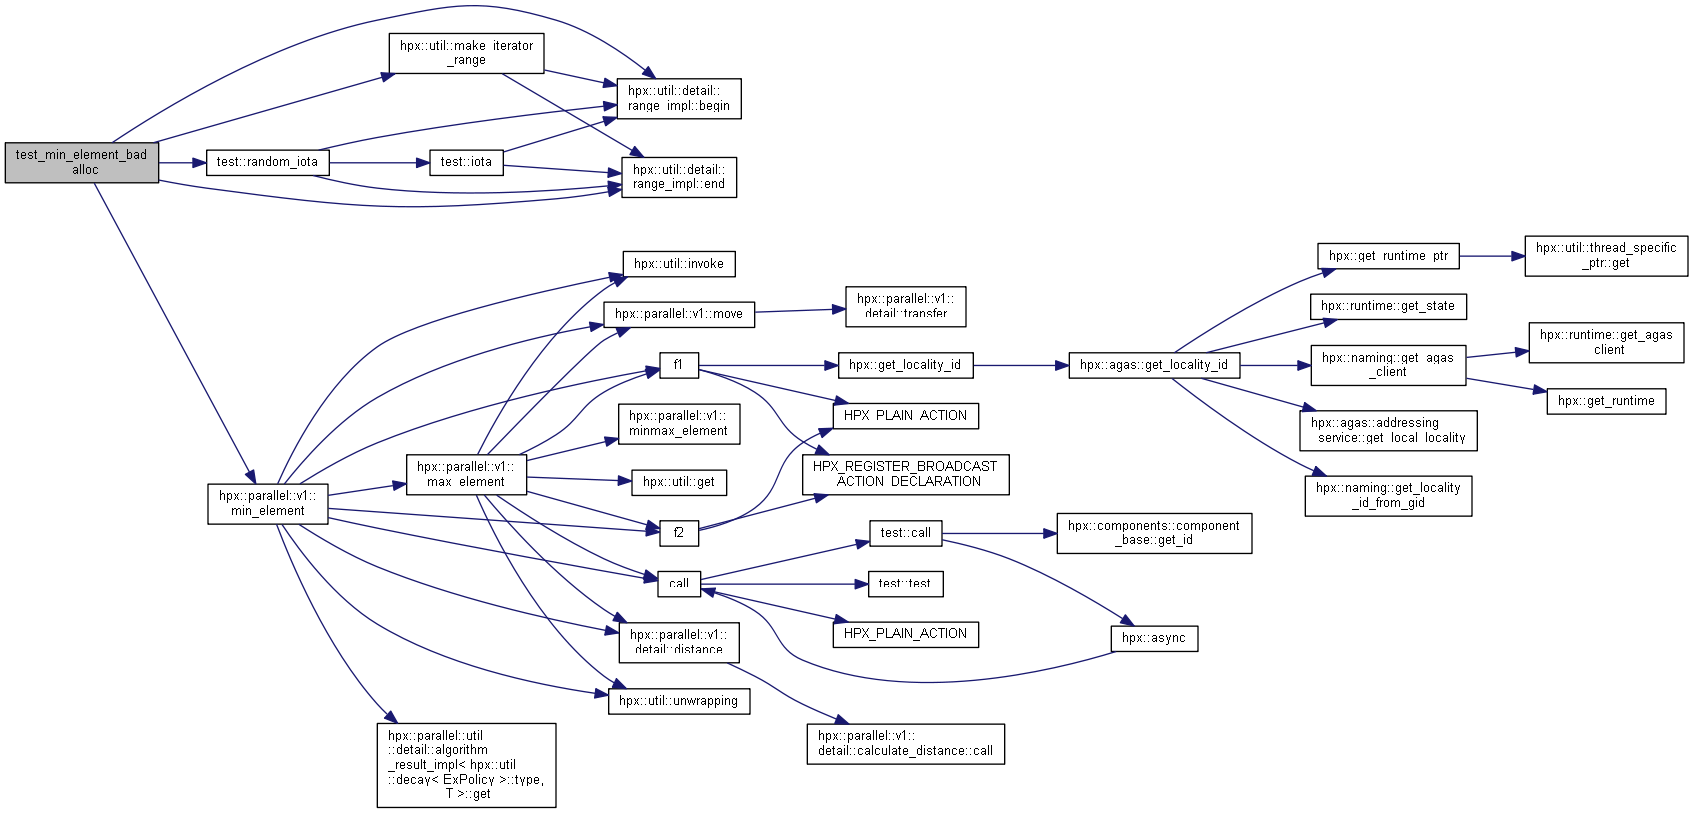 test_min_element_bad
_alloc
hpx::util::make_iterator
_range
hpx::util::detail::
range_impl::begin
test::random_iota
test::iota
hpx::util::detail::
range_impl::end
hpx::parallel::v1::
min_element
hpx::util::invoke
hpx::parallel::v1::move
hpx::parallel::v1::
detail::transfer
f1
hpx::get_locality_id
hpx::agas::get_locality_id
hpx::get_runtime_ptr
hpx::util::thread_specific
_ptr::get
hpx::runtime::get_state
hpx::naming::get_agas
_client
hpx::runtime::get_agas
_client
hpx::get_runtime
hpx::agas::addressing
_service::get_local_locality
hpx::naming::get_locality
_id_from_gid
HPX_PLAIN_ACTION
HPX_REGISTER_BROADCAST
_ACTION_DECLARATION
hpx::parallel::v1::
max_element
hpx::parallel::v1::
minmax_element
hpx::util::get
f2
call
test::call
hpx::components::component
_base::get_id
test::test
HPX_PLAIN_ACTION
hpx::async
hpx::parallel::v1::
detail::distance
hpx::util::unwrapping
hpx::parallel::v1::
detail::calculate_distance::call
hpx::parallel::util
::detail::algorithm
_result_impl< hpx::util
::decay< ExPolicy >::type,
T >::get